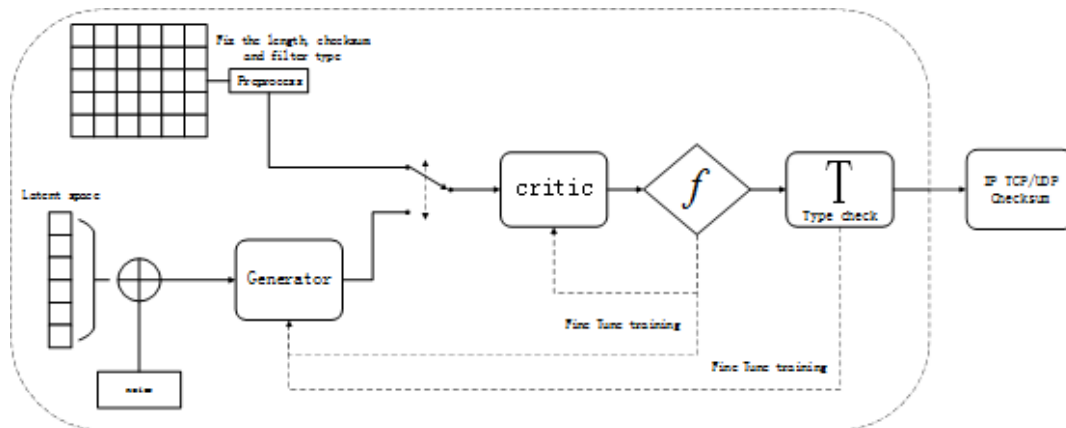 Fix the length, checksum
and filter type
Preprocess
Latent space
critic
f
T
Type check
IP TCP/UDP
Checksum
Generator
Fine Tune training
Fine Tune training
noise